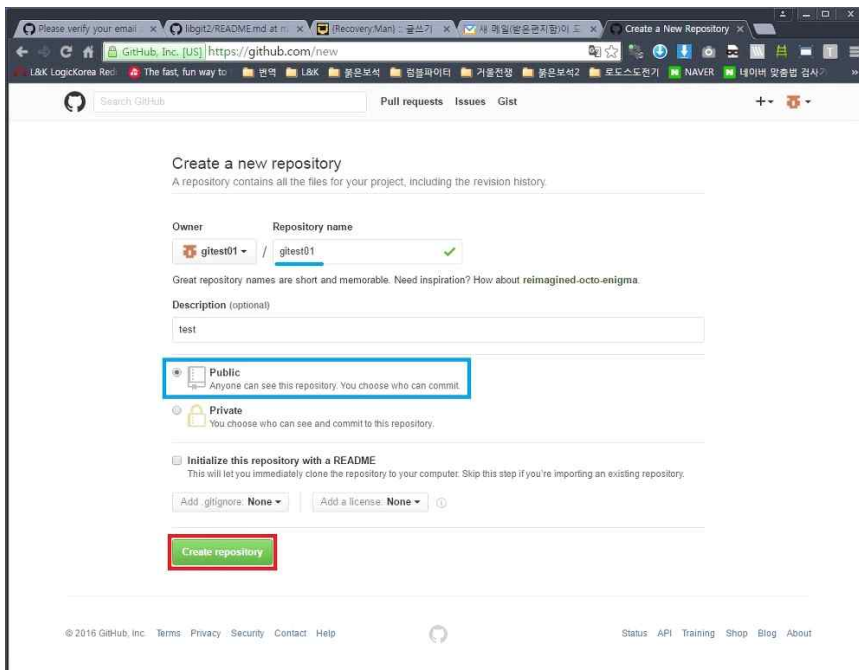 Please verify your email
libgit2/README.md at m
(Recovery:Man) :: 글쓰기
새 메일(받은편지함)이 도
Create a New Repository
GitHub, Inc. [US] https://github.com/new
L&K LogicKorea Red
The fast, fun way to
번역
L&K
붉은보석
럼블파이터
거울전쟁
붉은보석2
로도스도전기
NAVER
네이버 맞춤법 검사기
»
Search GitHub
Pull requests Issues Gist
Create a new repository
A repository contains all the files for your project, including the revision history.
Owner Repository name
gitest01 / gitest01
Great repository names are short and memorable. Need inspiration? How about reimagined-octo-enigma.
Description (optional)
test
Public
Anyone can see this repository. You choose who can commit.
Private
You choose who can see and commit to this repository.
Initialize this repository with a README
This will let you immediately clone the repository to your computer. Skip this step if you're importing an existing repository.
Add .gitignore: None Add a license: None
Create repository
© 2016 GitHub, Inc. Terms Privacy Security Contact Help
Status API Training Shop Blog About